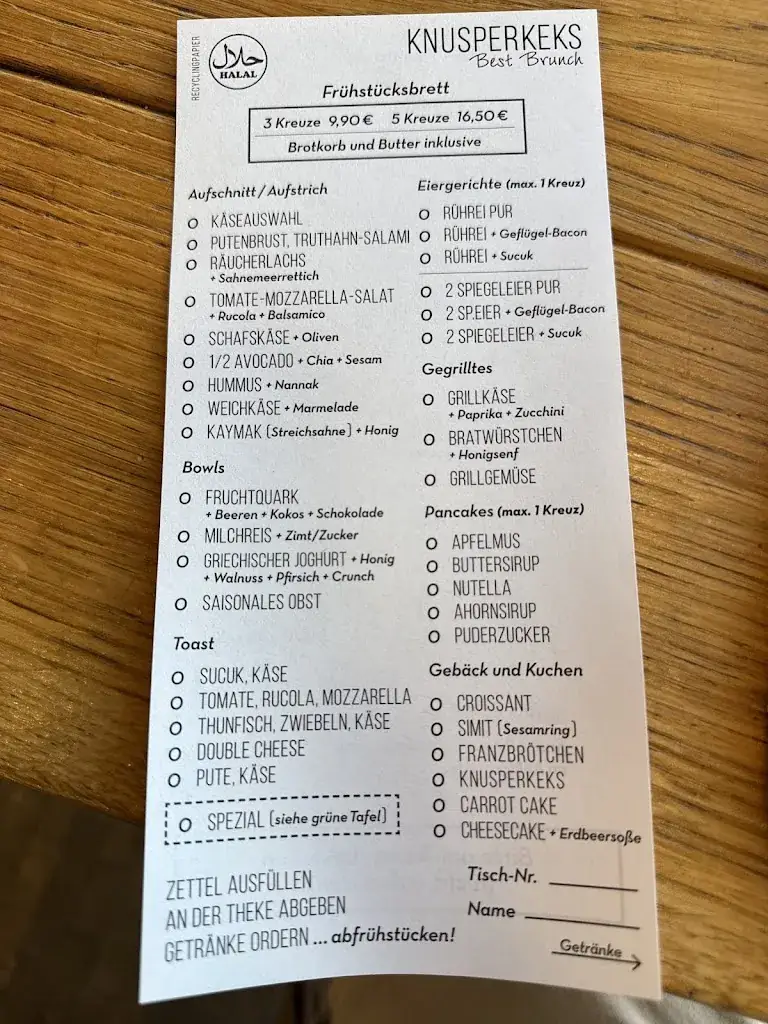 RECYCLINGPAPIER
حلال
HALAL
KNUSPERKEKS
Best Brunch
Frühstücksbrett
3 Kreuze 9,90 € 5 Kreuze 16,50 €
Brotkorb und Butter inklusive
Aufschnitt / Aufstrich
O KÄSEAUSWAHL
O PUTENBRUST, TRUTHAHN-SALAMI
O RÄUCHERLACHS
+ Sahnemeerrettich
O TOMATE-MOZZARELLA-SALAT
+ Rucola + Balsamico
O SCHAFSKÄSE + Oliven
O 1/2 AVOCADO + Chia + Sesam
O HUMMUS + Nannak
O WEICHKÄSE + Marmelade
O KAYMAK (Streichsahne) + Honig
Bowls
O FRUCHTQUARK
+ Beeren + Kokos + Schokolade
O MILCHREIS + Zimt/Zucker
O GRIECHISCHER JOGHURT + Honig
+ Walnuss + Pfirsich + Crunch
O SAISONALES OBST
Toast
O SUCUK, KÄSE
O TOMATE, RUCOLA, MOZZARELLA
O THUNFISCH, ZWIEBELN, KÄSE
O DOUBLE CHEESE
O PUTE, KÄSE
O SPEZIAL (siehe grüne Tafel)
Eiergerichte (max. 1 Kreuz)
O RÜHREI PUR
O RÜHREI + Geflügel-Bacon
O RÜHREI + Sucuk
O 2 SPIEGELEIER PUR
O 2 SP.EIER + Geflügel-Bacon
O 2 SPIEGELEIER + Sucuk
Gegrilltes
O GRILLKÄSE
+ Paprika + Zucchini
O BRATWÜRSTCHEN
+ Honigsenf
O GRILLGEMÜSE
Pancakes (max. 1 Kreuz)
O APFELMUS
O BUTTERSIRUP
O NUTELLA
O AHORNSIRUP
O PUDERZUCKER
Gebäck und Kuchen
O CROISSANT
O SIMIT (Sesamring)
O FRANZBRÖTCHEN
O KNUSPERKEKS
O CARROT CAKE
O CHEESECAKE + Erdbeersoße
ZETTEL AUSFÜLLEN
AN DER THEKE ABGEBEN
GETRÄNKE ORDERN ... abfrühstücken!
Tisch-Nr.
Name
Getränke